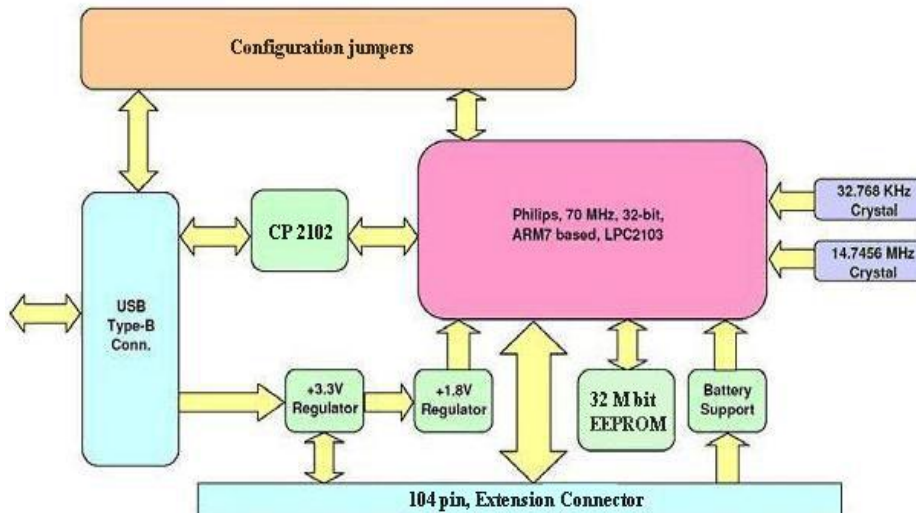 Configuration jumpers
Philips, 70 MHz, 32-bit,
ARM7 based, LPC2103
32.768 KHz
Crystal
14.7456 MHz
Crystal
CP 2102
USB
Type-B
Conn.
+3.3V
Regulator
+1.8V
Regulator
32 Mbit
EEPROM
Battery
Support
104 pin, Extension Connector